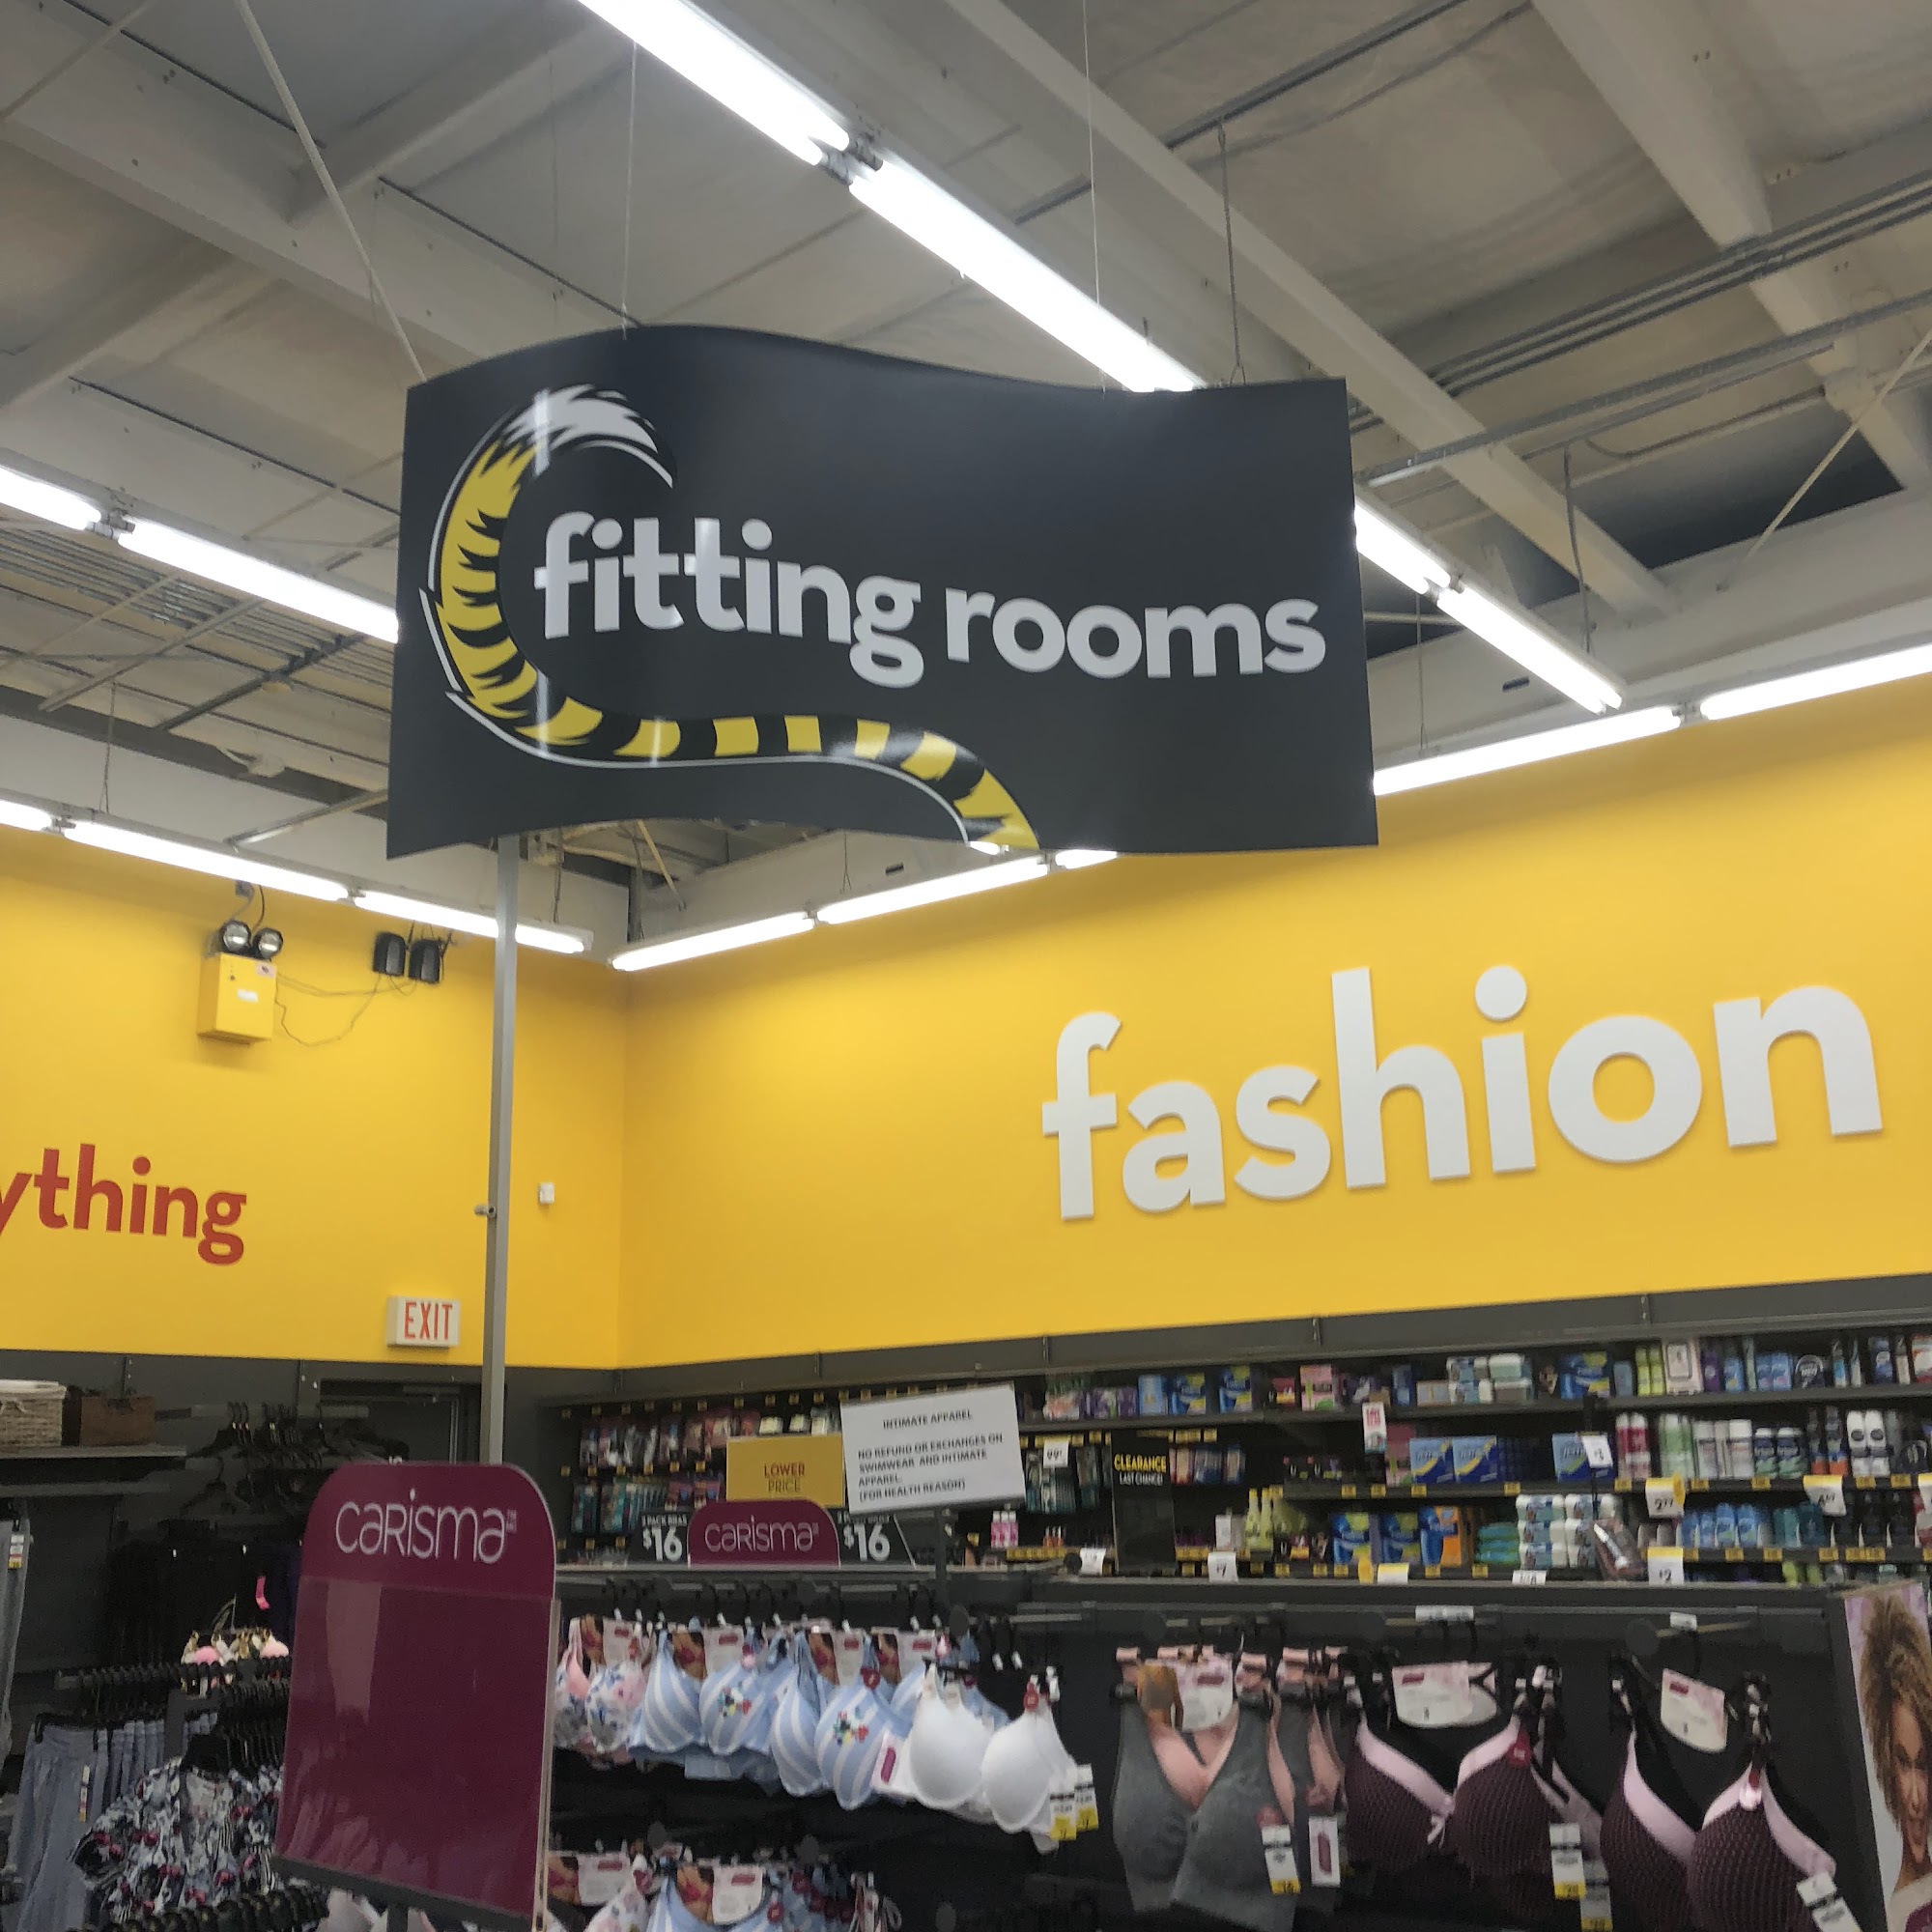 fitting rooms
fashion
ything
EXIT
INTIMATE APPAREL
NO REFUND OR EXCHANGES ON
SWIMWEAR AND INTIMATE
APPAREL.
(FOR HEALTH REASON)
LOWER
PRICE
CLEARANCE
LAST CHANCE!
CARISMA
$16
CARISMA
$16
2